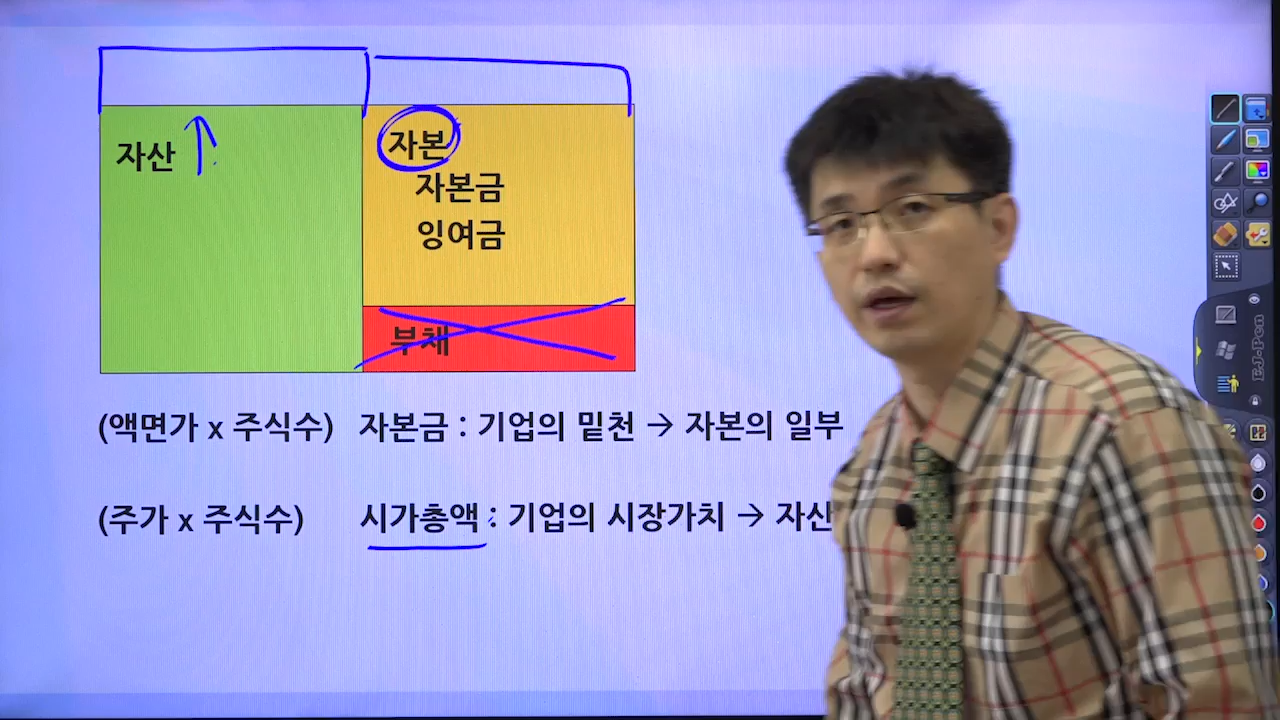 자산
자본
자본금
잉여금
부채
(액면가 x 주식수) 자본금 : 기업의 밑천 → 자본의 일부
(주가 x 주식수) 시가총액 : 기업의 시장가치 → 자산
EJ-Pen